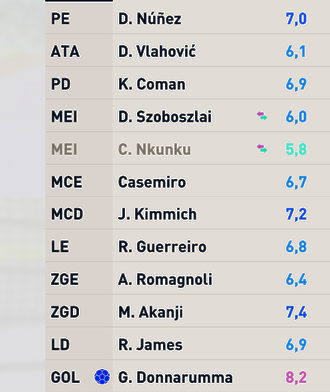 PE D. Núñez 7,0
ATA D. Vlahović 6,1
PD K. Coman 6,9
MEI D. Szoboszlai 6,0
MEI C. Nkunku 5,8
MCE Casemiro 6,7
MCD J. Kimmich 7,2
LE R. Guerreiro 6,8
ZGE A. Romagnoli 6,4
ZGD M. Akanji 7,4
LD R. James 6,9
GOL G. Donnarumma 8,2